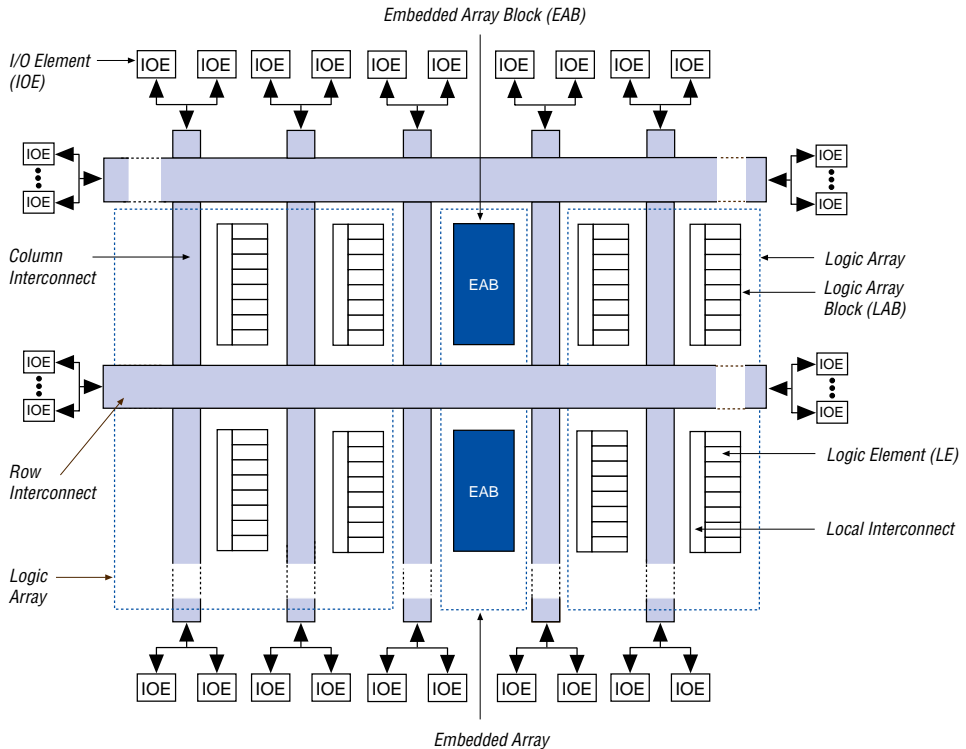 Embedded Array Block (EAB)
I/O Element
(IOE)
IOE IOE IOE IOE IOE IOE IOE IOE IOE IOE
IOE
IOE
IOE
IOE
Column
Interconnect
EAB
Logic Array
Logic Array
Block (LAB)
IOE
IOE
IOE
IOE
Row
Interconnect
EAB
Logic Element (LE)
Local Interconnect
Logic
Array
IOE IOE IOE IOE IOE IOE IOE IOE IOE IOE
Embedded Array